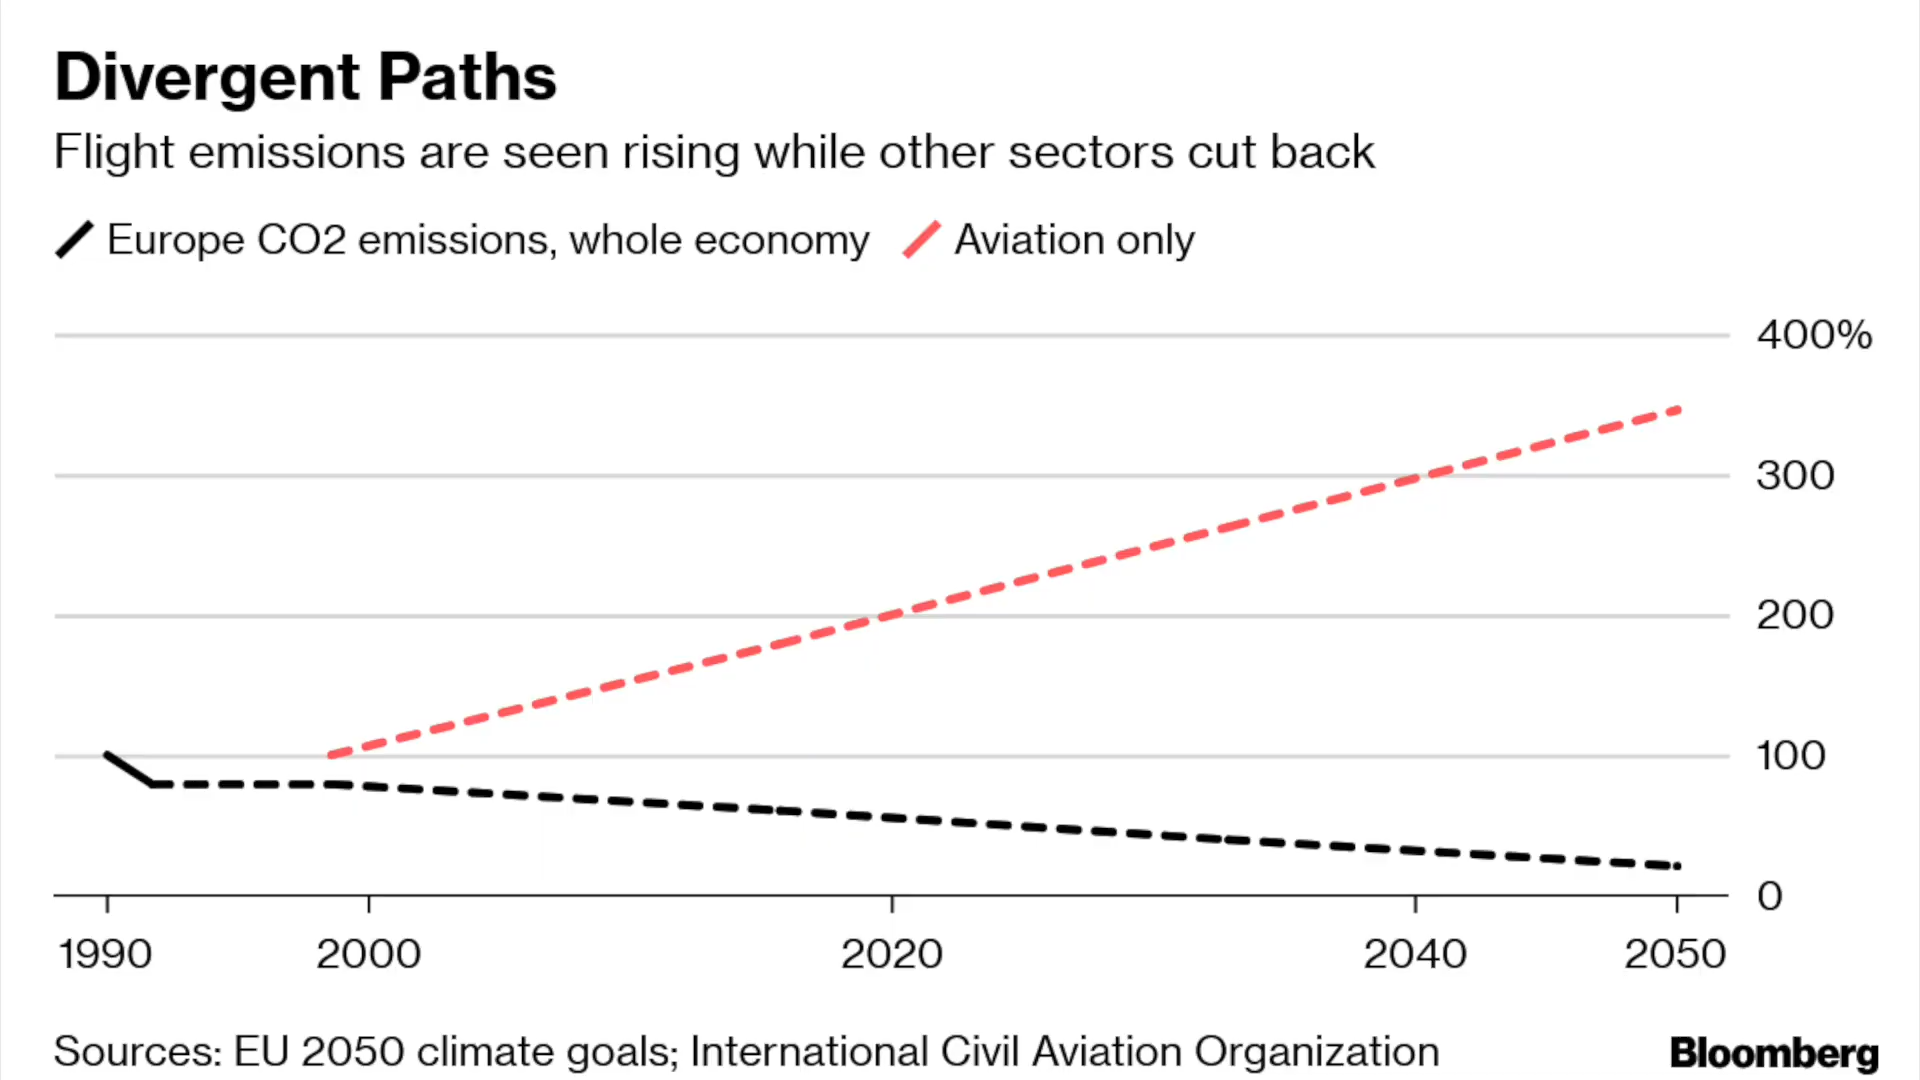 Divergent Paths
Flight emissions are seen rising while other sectors cut back
Europe CO2 emissions, whole economy Aviation only
400%
300
200
100
0
1990 2000 2020 2040 2050
Sources: EU 2050 climate goals; International Civil Aviation Organization
Bloomberg